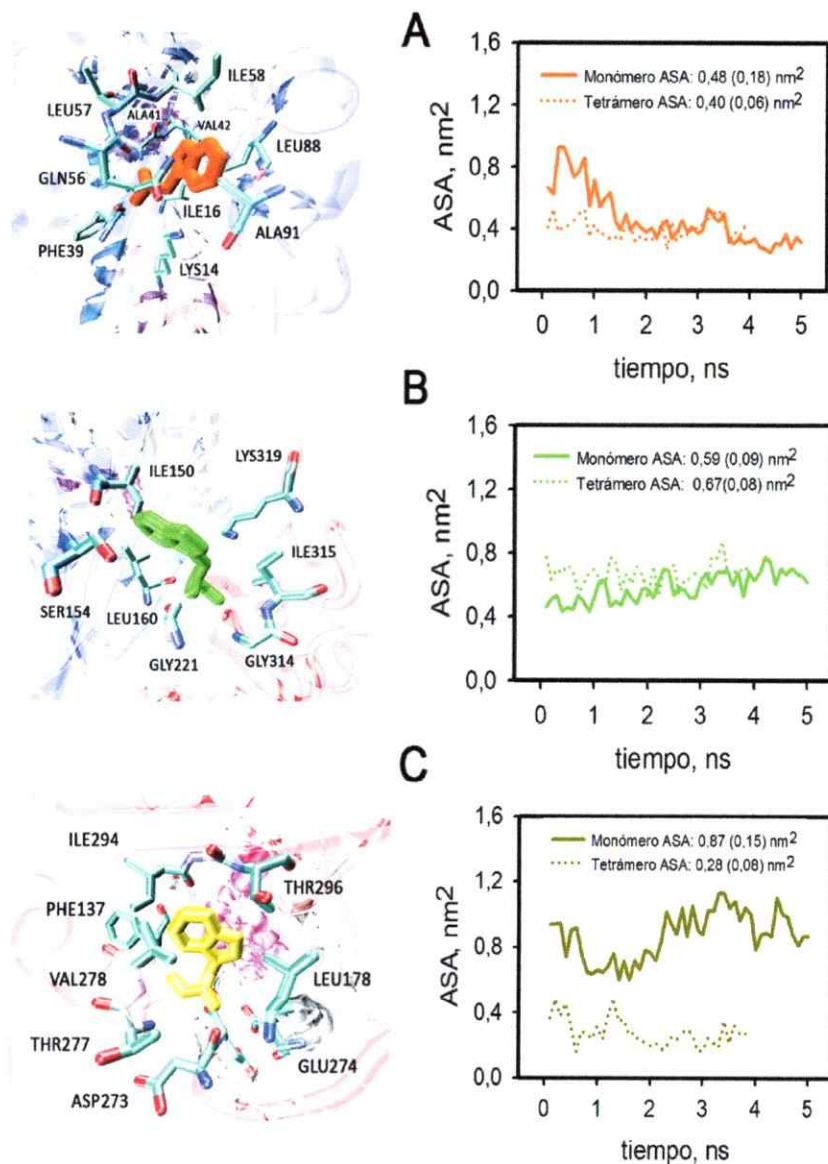 A
ILE58
LEU57
ALA41
VAL42
LEU88
GLN56
ILE16
ALA91
PHE39
LYS14
1,6
1,2
0,8
0,4
0,0
ASA, nm2
Monómero ASA: 0,48 (0,18) nm2
Tetrámero ASA: 0,40 (0,06) nm2
0 1 2 3 4 5
tiempo, ns
B
ILE150
LYS319
ILE315
SER154
LEU160
GLY221
GLY314
1,6
1,2
0,8
0,4
0,0
ASA, nm2
Monómero ASA: 0,59 (0,09) nm2
Tetrámero ASA: 0,67(0,08) nm2
0 1 2 3 4 5
tiempo, ns
C
ILE294
THR296
PHE137
LEU178
VAL278
THR277
GLU274
ASP273
1,6
1,2
0,8
0,4
0,0
ASA, nm2
Monómero ASA: 0,87 (0,15) nm2
Tetrámero ASA: 0,28 (0,08) nm2
0 1 2 3 4 5
tiempo, ns